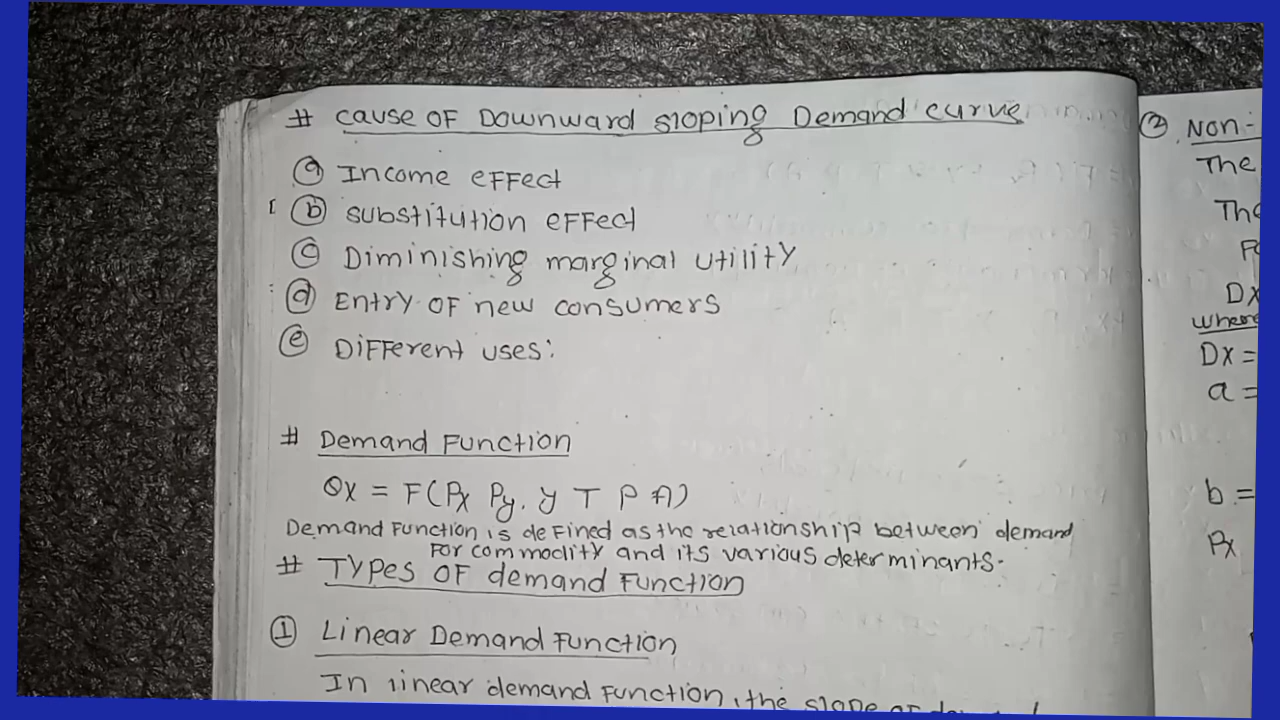 # cause OF Downward sloping Demand curve
ⓐ Income eFFect
ⓑ substitution eFFect
ⓒ Diminishing marginal utility
ⓓ Entry OF new consumers
ⓔ DiFFerent uses:
# Demand Function
Qx = F(Px Py, y T P A)
Demand Function is deFined as the relationship between demand
For commodity and its various determinants.
# Types OF demand Function
① Linear Demand Function
In linear demand Function, the slope OF
② Non-
The
The
Dx
where
Dx =
a =
b =
Px